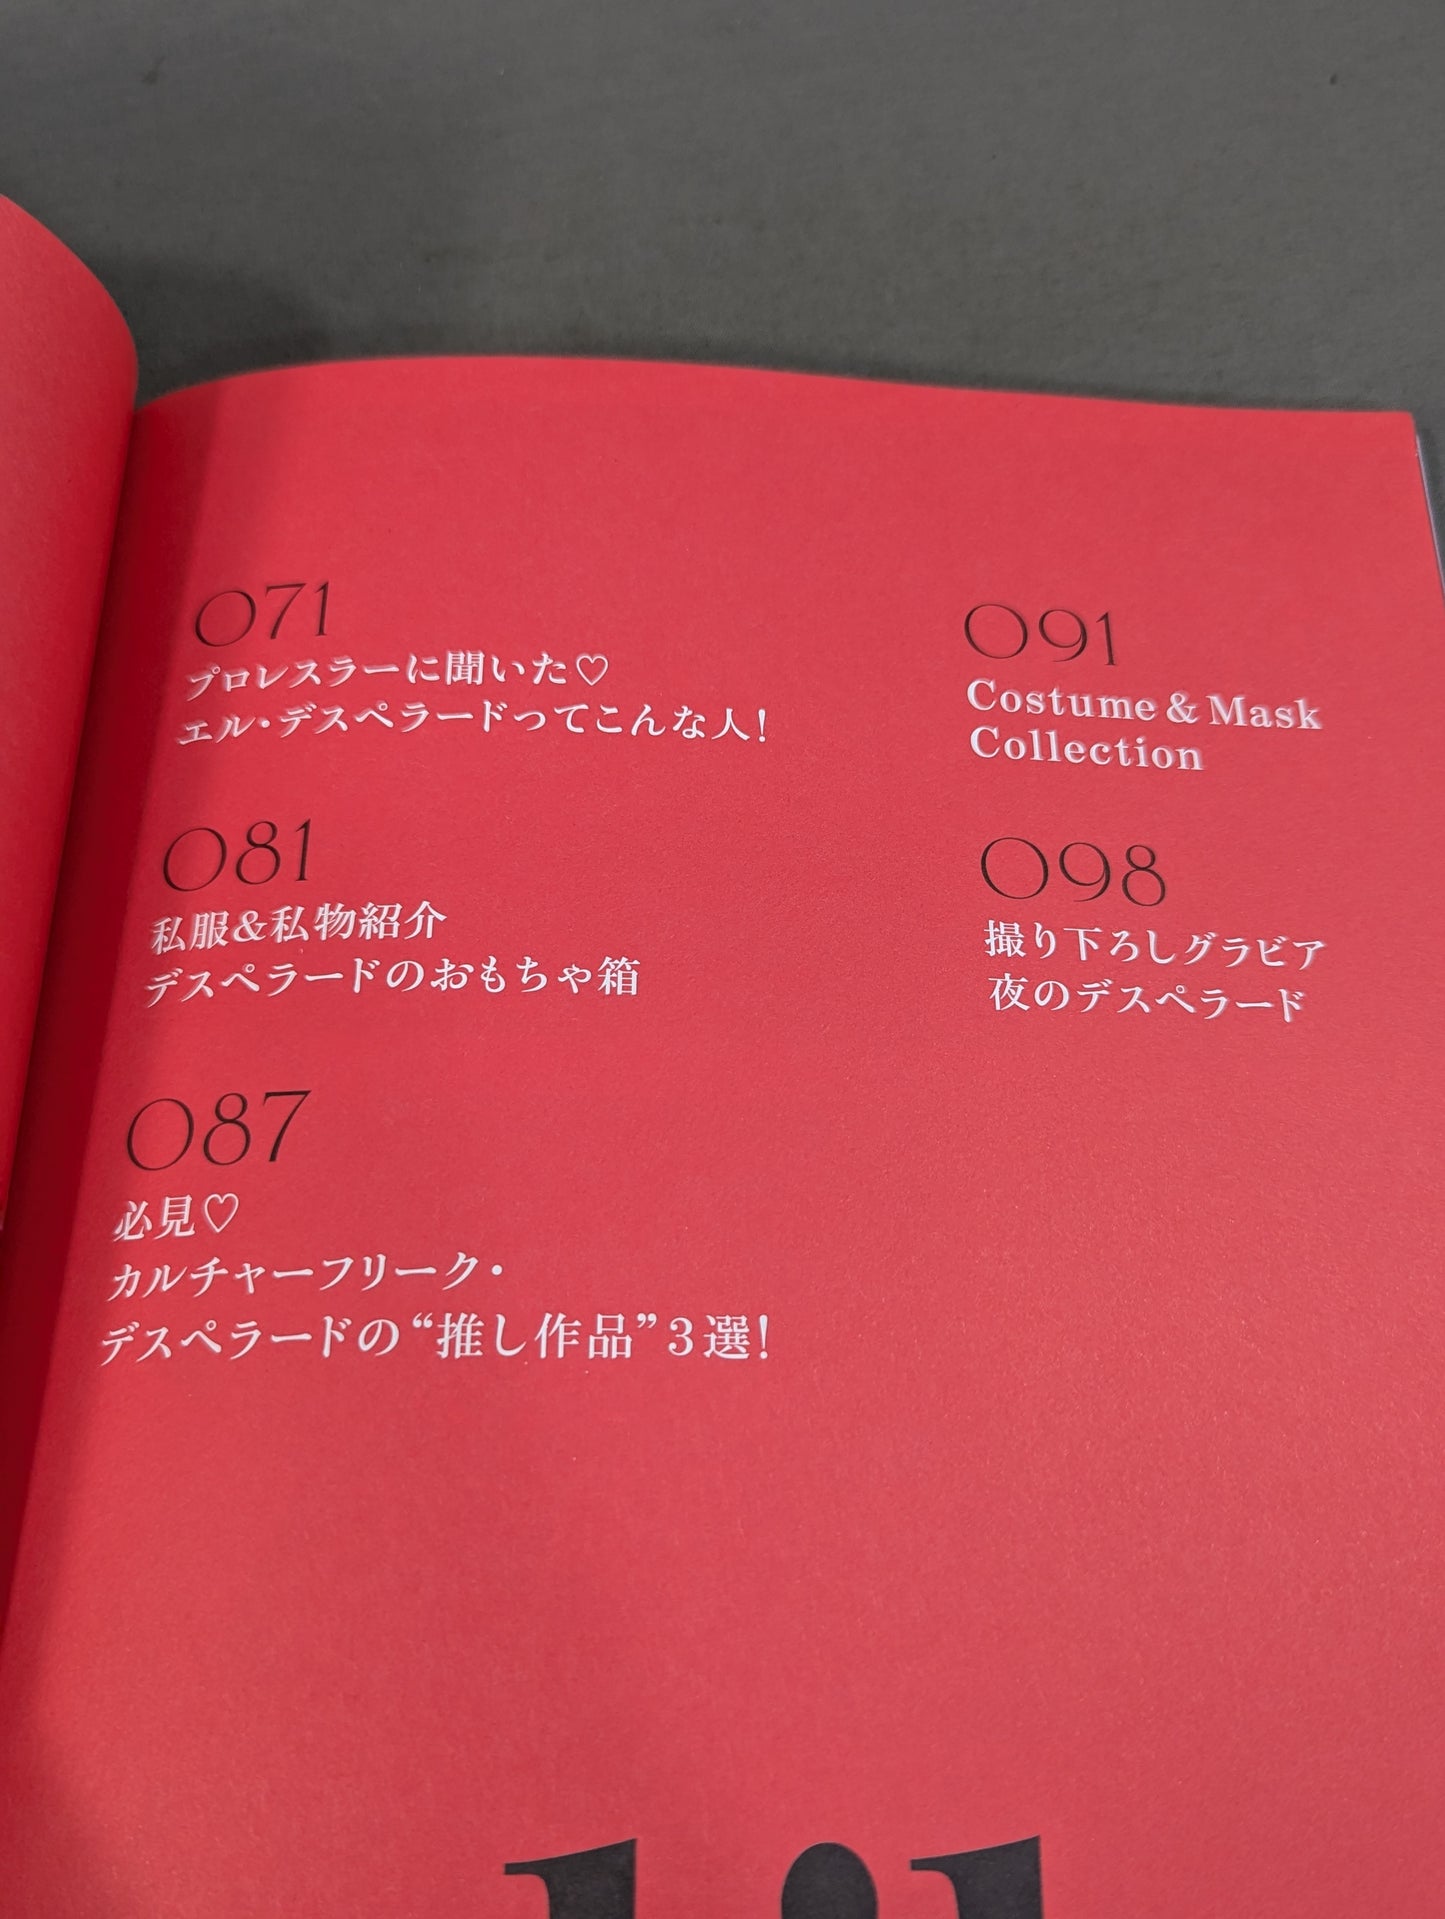 071
プロレスラーに聞いた♡
エル・デスペラードってこんな人!
081
私服&私物紹介
デスペラードのおもちゃ箱
087
必見♡
カルチャーフリーク・
デスペラードの“推し作品”3選!
091
Costume & Mask
Collection
098
撮り下ろしグラビア
夜のデスペラード